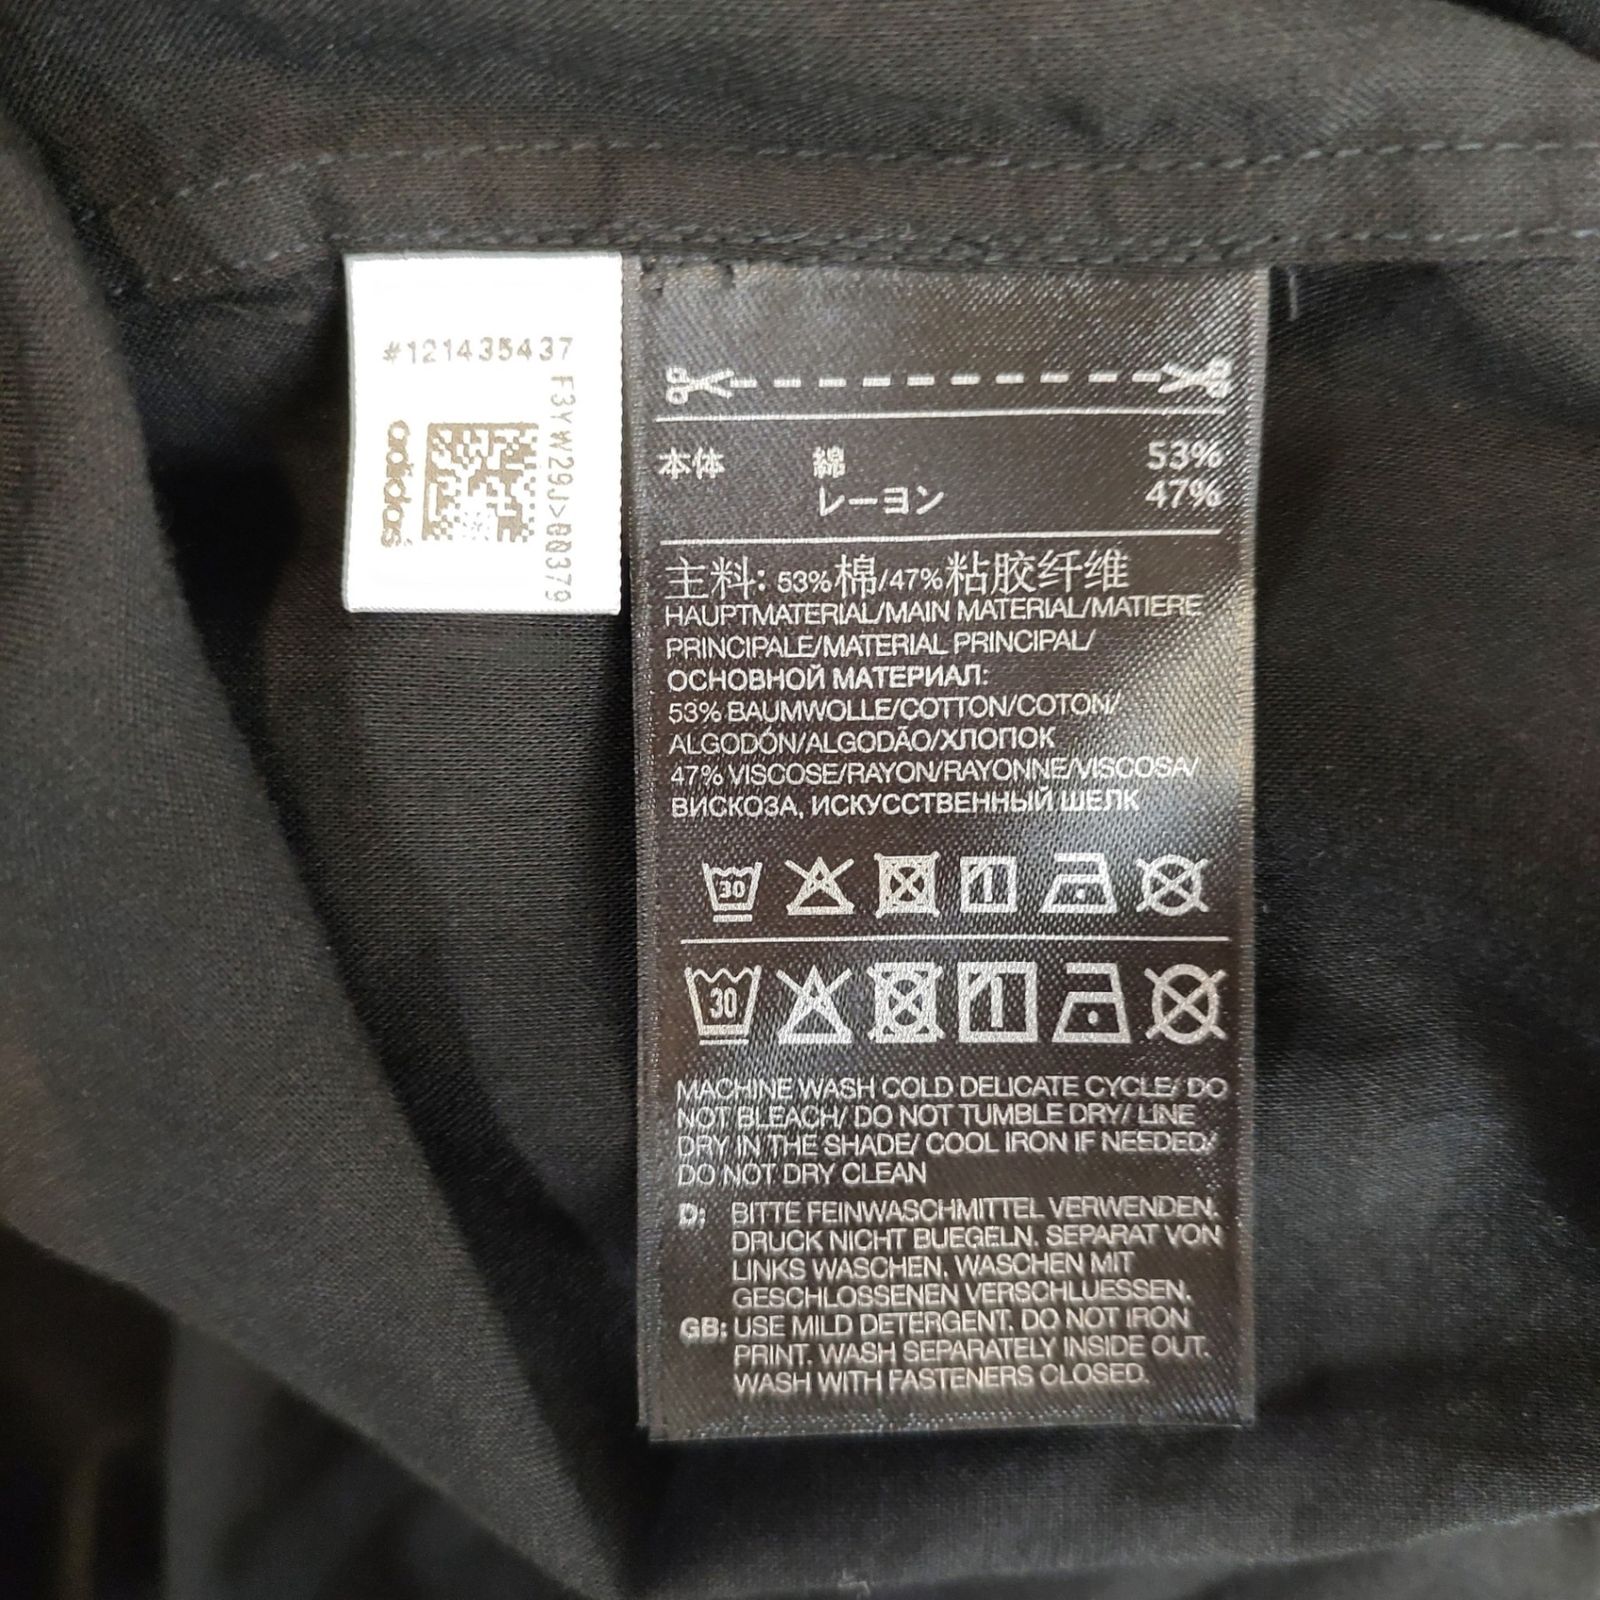 #121435437
F3YW29J>00379
adidas
本体 綿 53%
レーヨン 47%
主料: 53%棉/47%粘胶纤维
HAUPTMATERIAL/MAIN MATERIAL/MATIERE
PRINCIPALE/MATERIAL PRINCIPAL/
ОСНОВНОЙ МАТЕРИАЛ:
53% BAUMWOLLE/COTTON/COTON/
ALGODÓN/ALGODÃO/ХЛОПОК
47% VISCOSE/RAYON/RAYONNE/VISCOSA/
ВИСКОЗА, ИСКУССТВЕННЫЙ ШЕЛК
30
30
MACHINE WASH COLD DELICATE CYCLE/ DO
NOT BLEACH/ DO NOT TUMBLE DRY/ LINE
DRY IN THE SHADE/ COOL IRON IF NEEDED/
DO NOT DRY CLEAN
D: BITTE FEINWASCHMITTEL VERWENDEN.
DRUCK NICHT BUEGELN. SEPARAT VON
LINKS WASCHEN. WASCHEN MIT
GESCHLOSSENEN VERSCHLUESSEN.
GB: USE MILD DETERGENT. DO NOT IRON
PRINT. WASH SEPARATELY INSIDE OUT.
WASH WITH FASTENERS CLOSED.